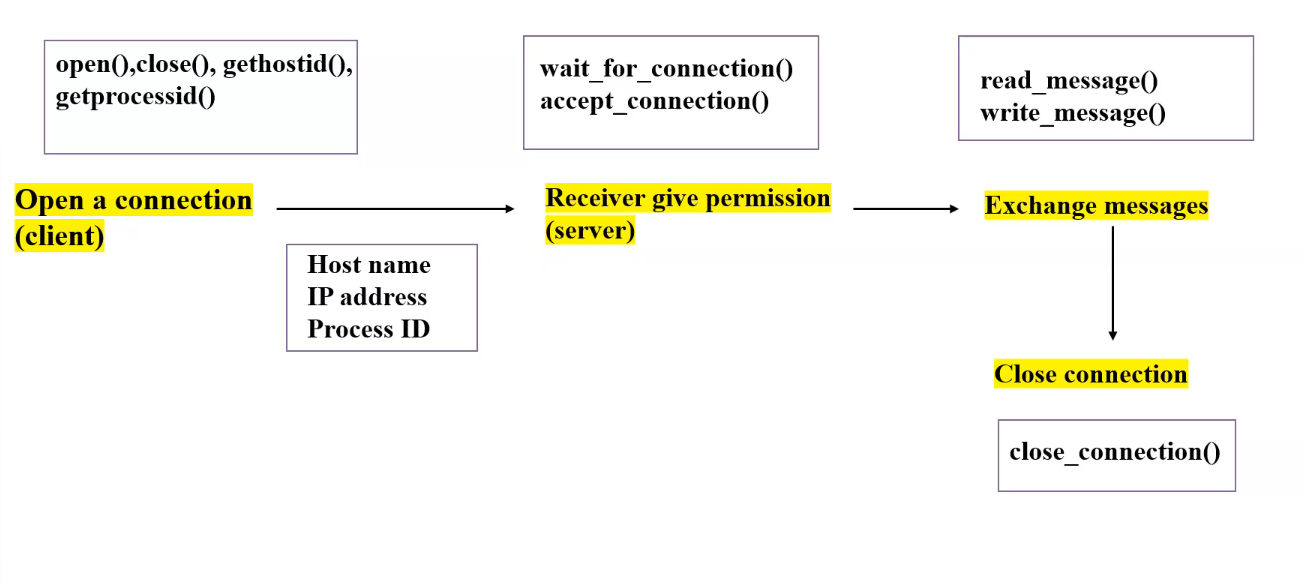 open(),close(), gethostid(),
getprocessid()
wait_for_connection()
accept_connection()
read_message()
write_message()
Open a connection
(client)
Receiver give permission
(server)
Exchange messages
Host name
IP address
Process ID
Close connection
close_connection()